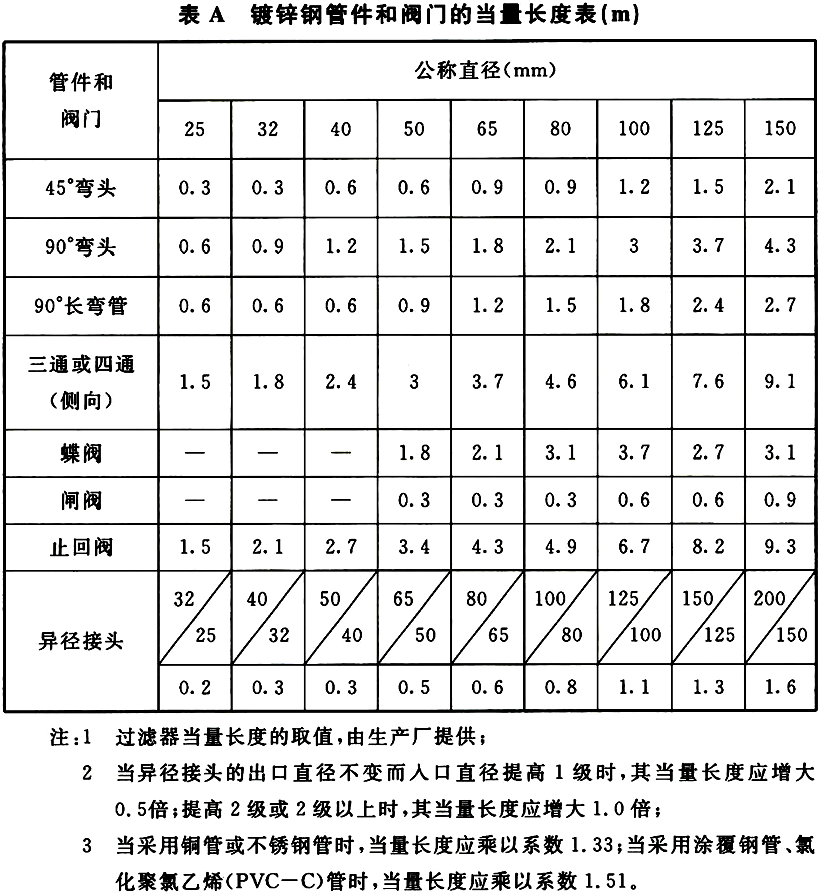 表 A 镀锌钢管件和阀门的当量长度表(m)
管件和
阀门
公称直径(mm)
25 32 40 50 65 80 100 125 150
45°弯头 0.3 0.3 0.6 0.6 0.9 0.9 1.2 1.5 2.1
90°弯头 0.6 0.9 1.2 1.5 1.8 2.1 3 3.7 4.3
90°长弯管 0.6 0.6 0.6 0.9 1.2 1.5 1.8 2.4 2.7
三通或四通
(侧向)
1.5 1.8 2.4 3 3.7 4.6 6.1 7.6 9.1
蝶阀 — — — 1.8 2.1 3.1 3.7 2.7 3.1
闸阀 — — — 0.3 0.3 0.3 0.6 0.6 0.9
止回阀 1.5 2.1 2.7 3.4 4.3 4.9 6.7 8.2 9.3
异径接头
32/25 40/32 50/40 65/50 80/65 100/80 125/100 150/125 200/150
0.2 0.3 0.3 0.5 0.6 0.8 1.1 1.3 1.6
注:1 过滤器当量长度的取值,由生产厂提供;
2 当异径接头的出口直径不变而入口直径提高 1 级时,其当量长度应增大
0.5倍;提高 2 级或 2 级以上时,其当量长度应增大 1.0 倍;
3 当采用铜管或不锈钢管时,当量长度应乘以系数 1.33;当采用涂覆钢管、氯
化聚氯乙烯(PVC－C)管时,当量长度应乘以系数 1.51。